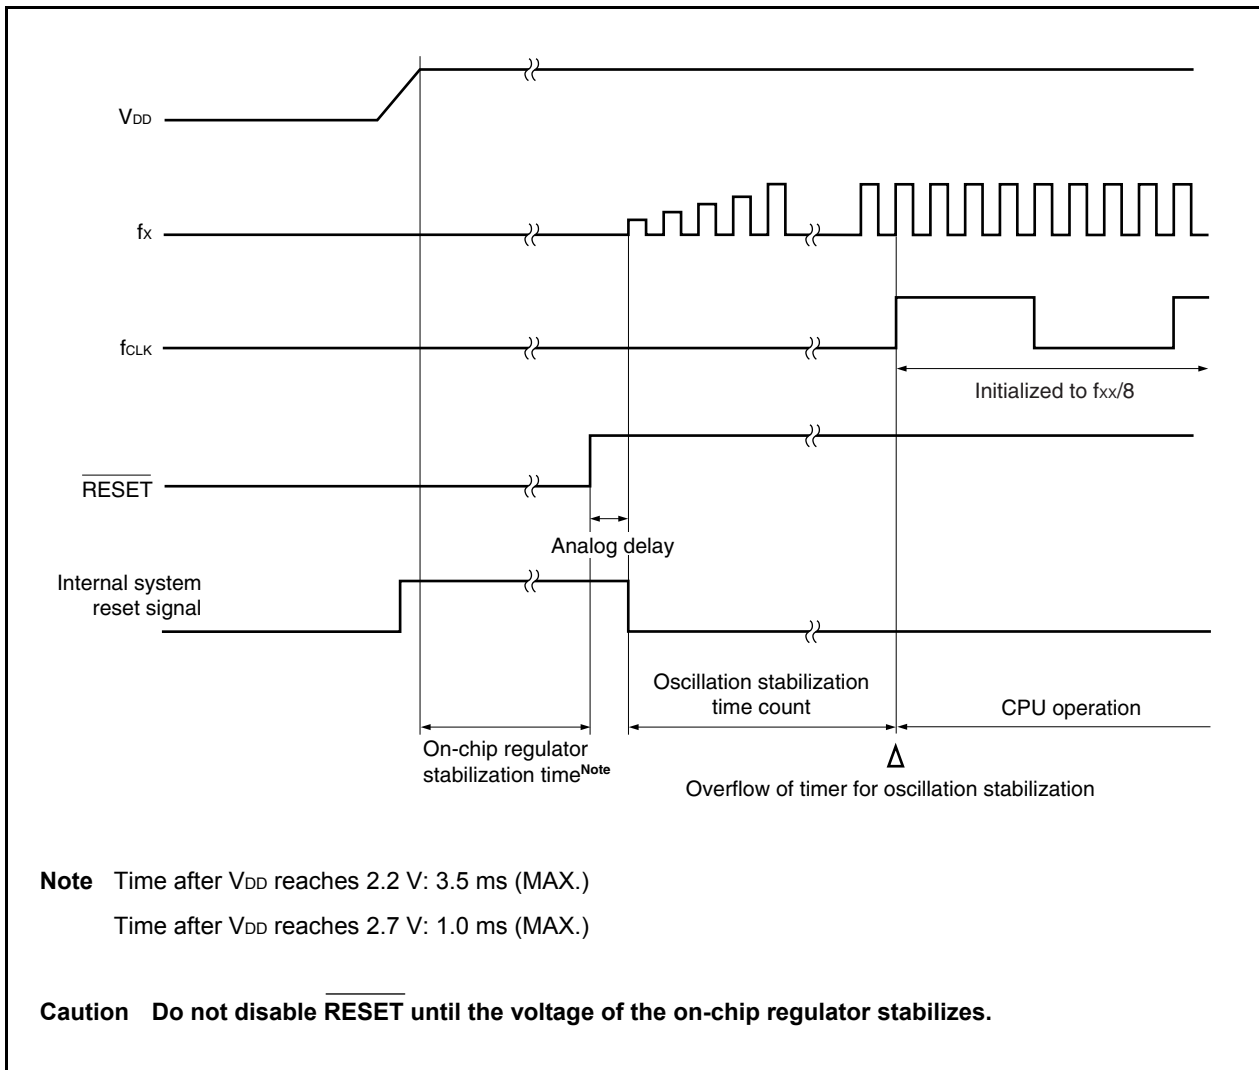 VDD
fX
fCLK
Initialized to fXX/8
RESET
Analog delay
Internal system
reset signal
Oscillation stabilization
time count
CPU operation
On-chip regulator
stabilization timeNote
Overflow of timer for oscillation stabilization
Note Time after VDD reaches 2.2 V: 3.5 ms (MAX.)
Time after VDD reaches 2.7 V: 1.0 ms (MAX.)
Caution Do not disable RESET until the voltage of the on-chip regulator stabilizes.